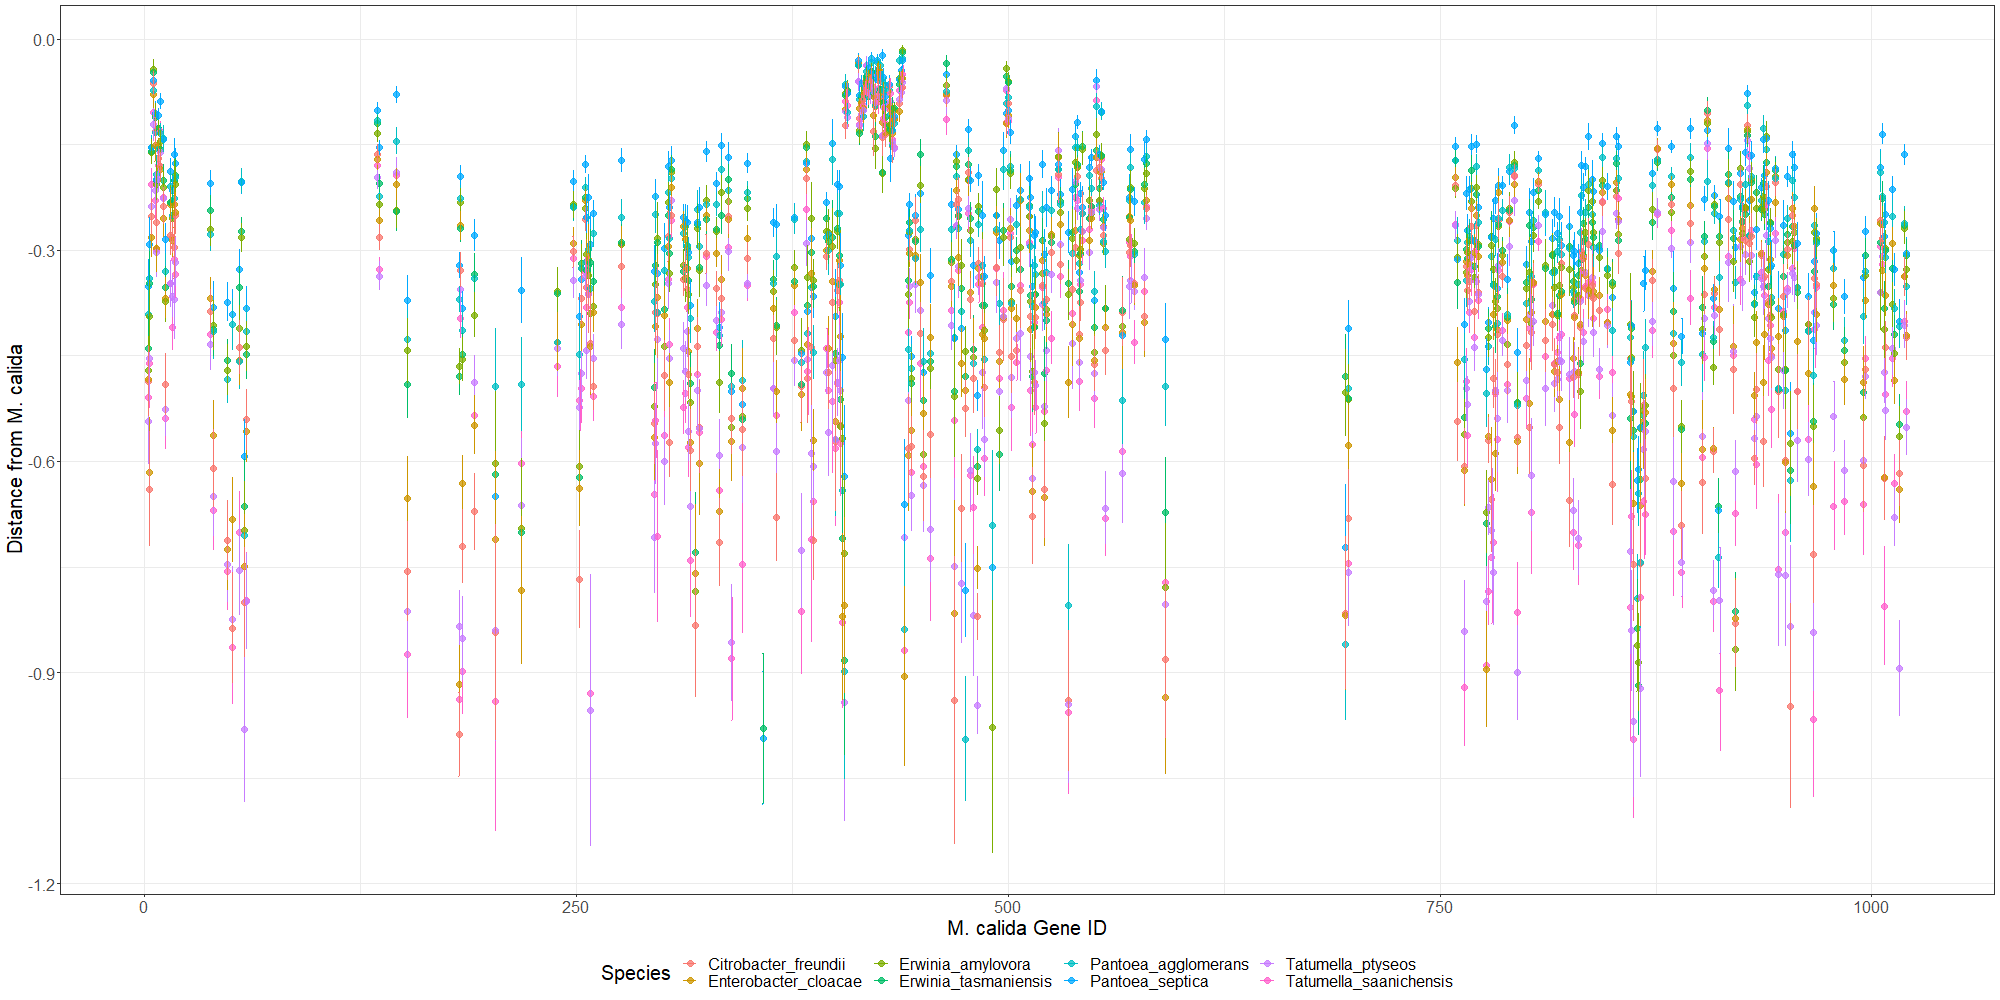 Distance from M. calida
0.0
-0.3
-0.6
-0.9
-1.2
0 250 500 750 1000
M. calida Gene ID
Species
Citrobacter_freundii Erwinia_amylovora Pantoea_agglomerans Tatumella_ptyseos
Enterobacter_cloacae Erwinia_tasmaniensis Pantoea_septica Tatumella_saanichensis